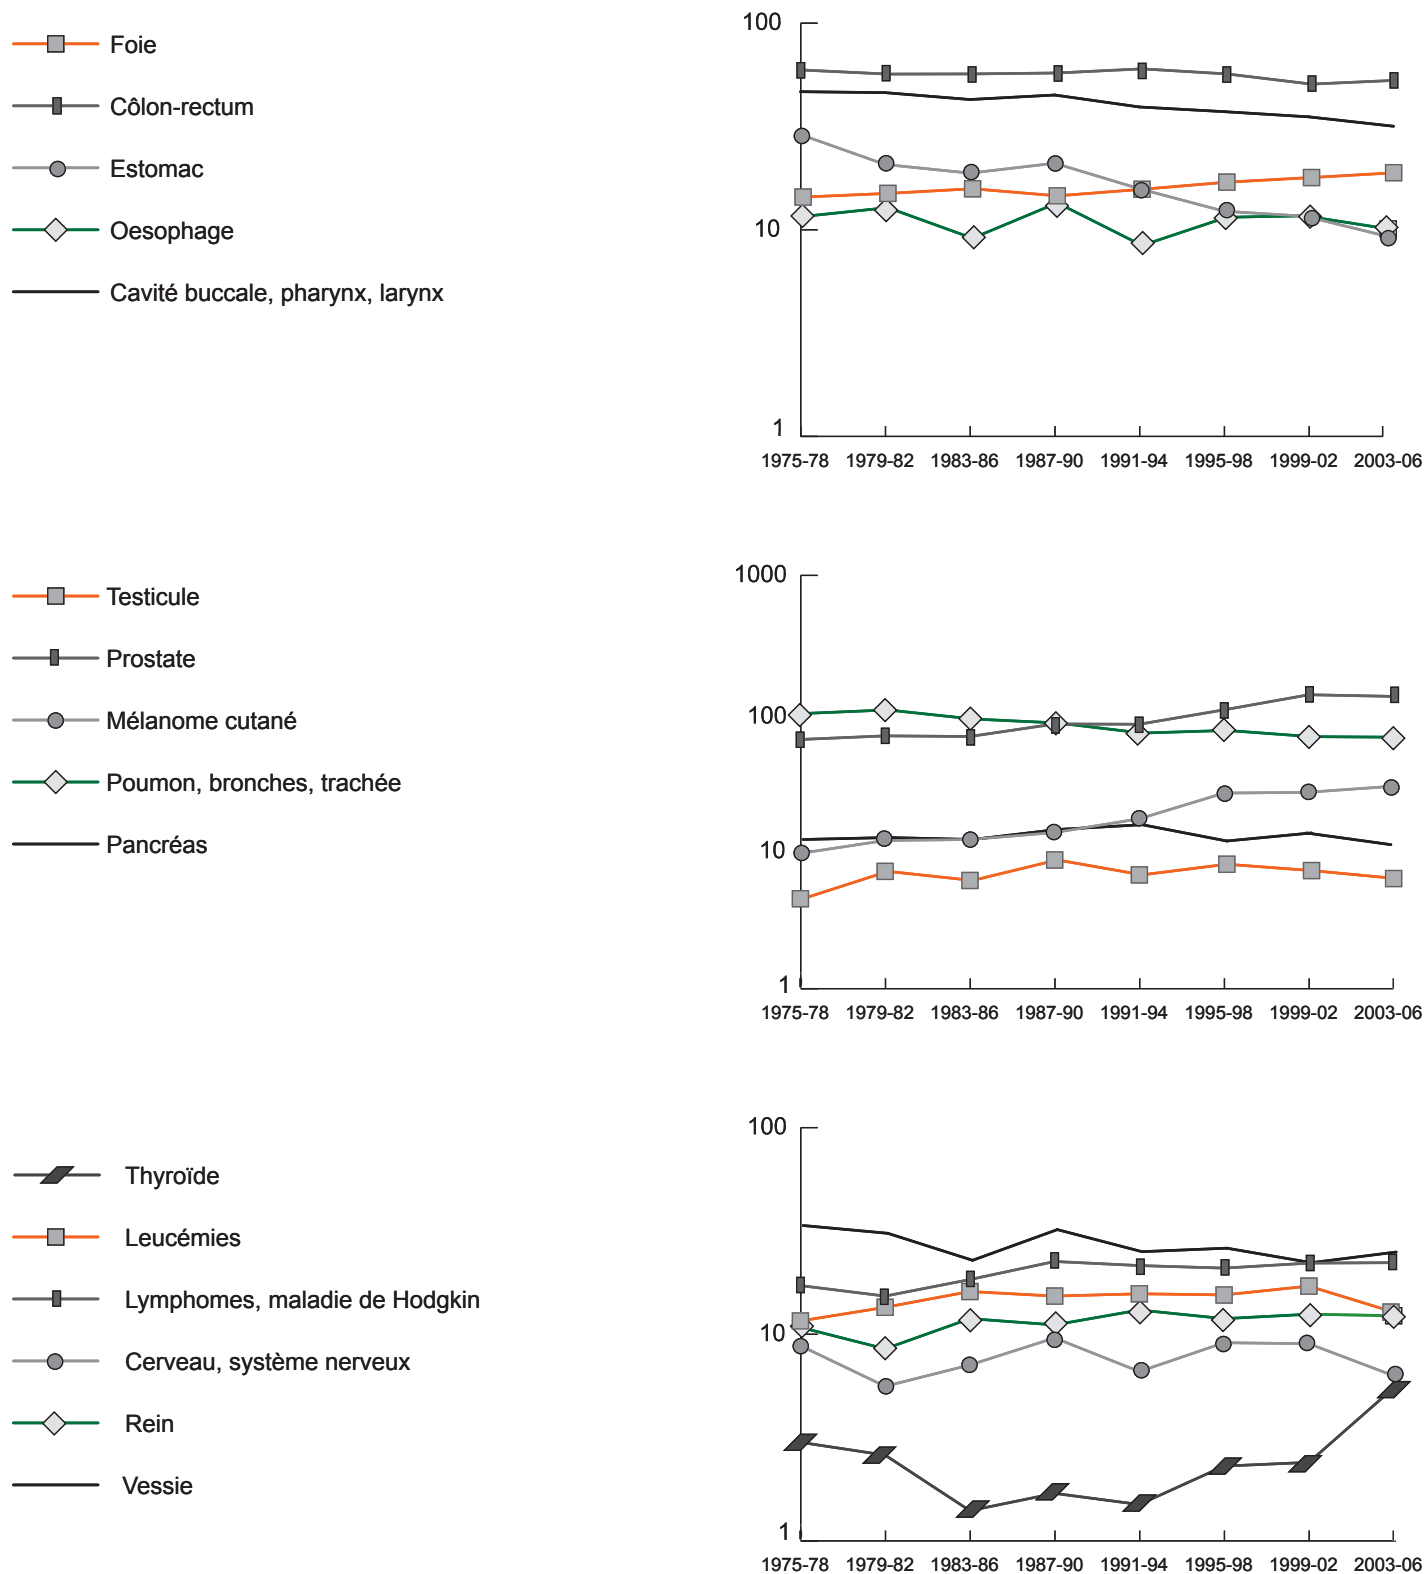 Foie
Côlon-rectum
Estomac
Oesophage
Cavité buccale, pharynx, larynx
100
10
1
1975-78 1979-82 1983-86 1987-90 1991-94 1995-98 1999-02 2003-06
Testicule
Prostate
Mélanome cutané
Poumon, bronches, trachée
Pancréas
1000
100
10
1
1975-78 1979-82 1983-86 1987-90 1991-94 1995-98 1999-02 2003-06
Thyroïde
Leucémies
Lymphomes, maladie de Hodgkin
Cerveau, système nerveux
Rein
Vessie
100
10
1
1975-78 1979-82 1983-86 1987-90 1991-94 1995-98 1999-02 2003-06